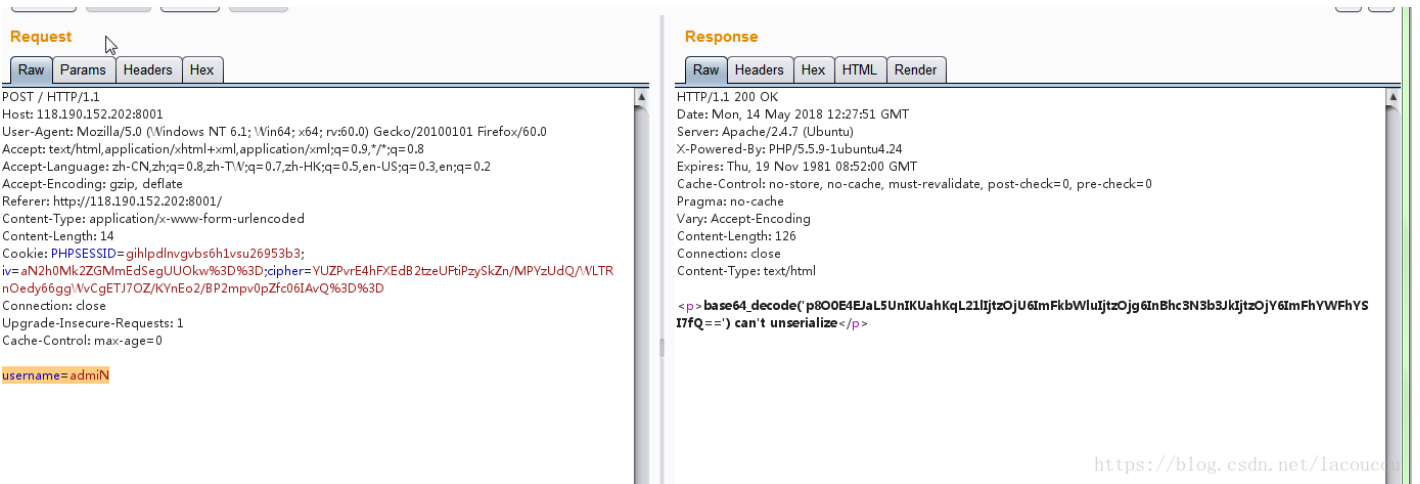 Request
Raw Params Headers Hex
POST / HTTP/1.1
Host: 118.190.152.202:8001
User-Agent: Mozilla/5.0 (Windows NT 6.1; Win64; x64; rv:60.0) Gecko/20100101 Firefox/60.0
Accept: text/html,application/xhtml+xml,application/xml;q=0.9,*/*;q=0.8
Accept-Language: zh-CN,zh;q=0.8,zh-TW;q=0.7,zh-HK;q=0.5,en-US;q=0.3,en;q=0.2
Accept-Encoding: gzip, deflate
Referer: http://118.190.152.202:8001/
Content-Type: application/x-www-form-urlencoded
Content-Length: 14
Cookie: PHPSESSID=gihlpdlnvgvbs6h1vsu26953b3;
iv=aN2h0Mk2ZGMmEdSegUUOkw%3D%3D;cipher=YUZPvrE4hFXEdB2tzeUFtiPzySkZn/MPYzUdQ/WLTR
nOedy66ggWvCgETJ7OZ/KYnEo2/BP2mpv0pZfc06IAvQ%3D%3D
Connection: close
Upgrade-Insecure-Requests: 1
Cache-Control: max-age=0
username=admiN
Response
Raw Headers Hex HTML Render
HTTP/1.1 200 OK
Date: Mon, 14 May 2018 12:27:51 GMT
Server: Apache/2.4.7 (Ubuntu)
X-Powered-By: PHP/5.5.9-1ubuntu4.24
Expires: Thu, 19 Nov 1981 08:52:00 GMT
Cache-Control: no-store, no-cache, must-revalidate, post-check=0, pre-check=0
Pragma: no-cache
Vary: Accept-Encoding
Content-Length: 126
Connection: close
Content-Type: text/html
<p>base64_decode('p8O0E4EJaL5UnIKUahKqL21lIjtzOjU6ImFkbWluIjtzOjg6InBhc3N3b3JkIjtzOjY6ImFhYWFhYS
I7fQ==') can't unserialize</p>
https://blog.csdn.net/lacoucou